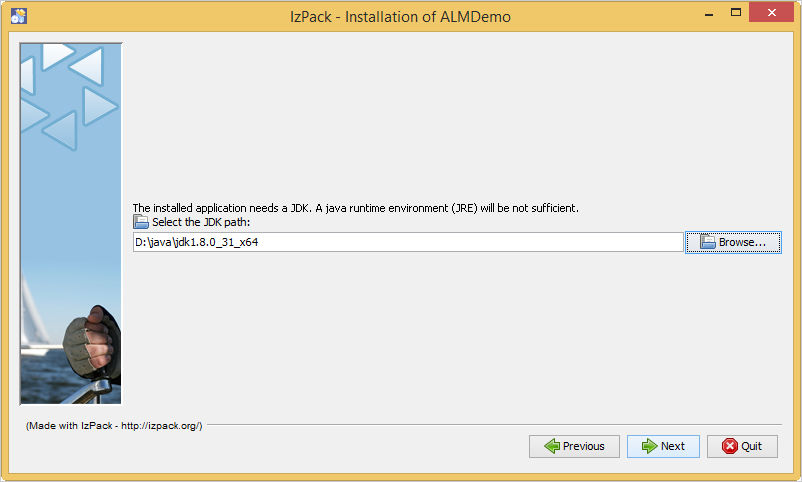 IzPack - Installation of ALMDemo
The installed application needs a JDK. A java runtime environment (JRE) will be not sufficient.
Select the JDK path:
D:\java\jdk1.8.0_31_x64
Browse...
(Made with IzPack - http://izpack.org/)
Previous
Next
Quit